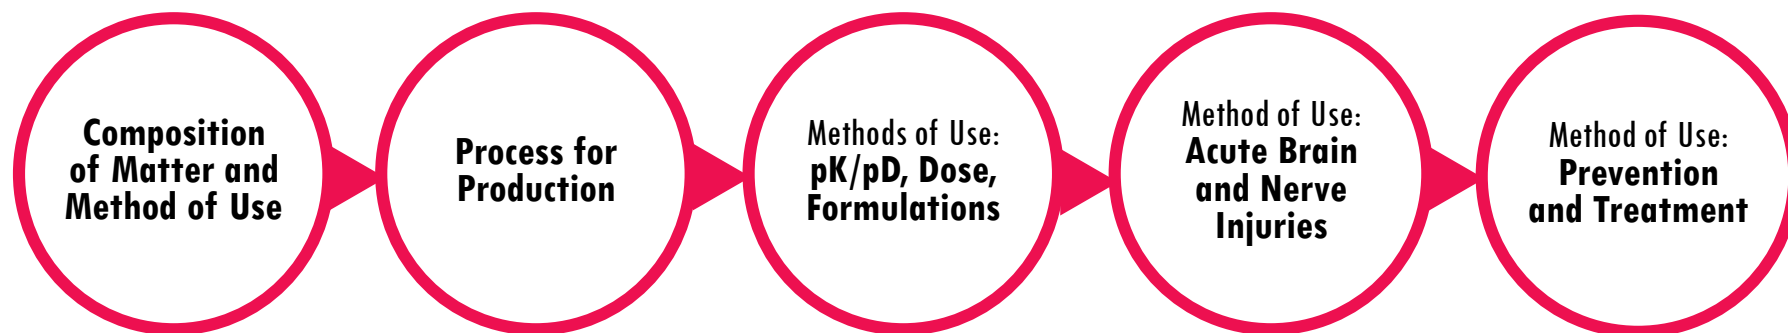 Composition
of Matter and
Method of Use
Process for
Production
Methods of Use:
pK/pD, Dose,
Formulations
Method of Use:
Acute Brain
and Nerve
Injuries
Method of Use:
Prevention
and Treatment